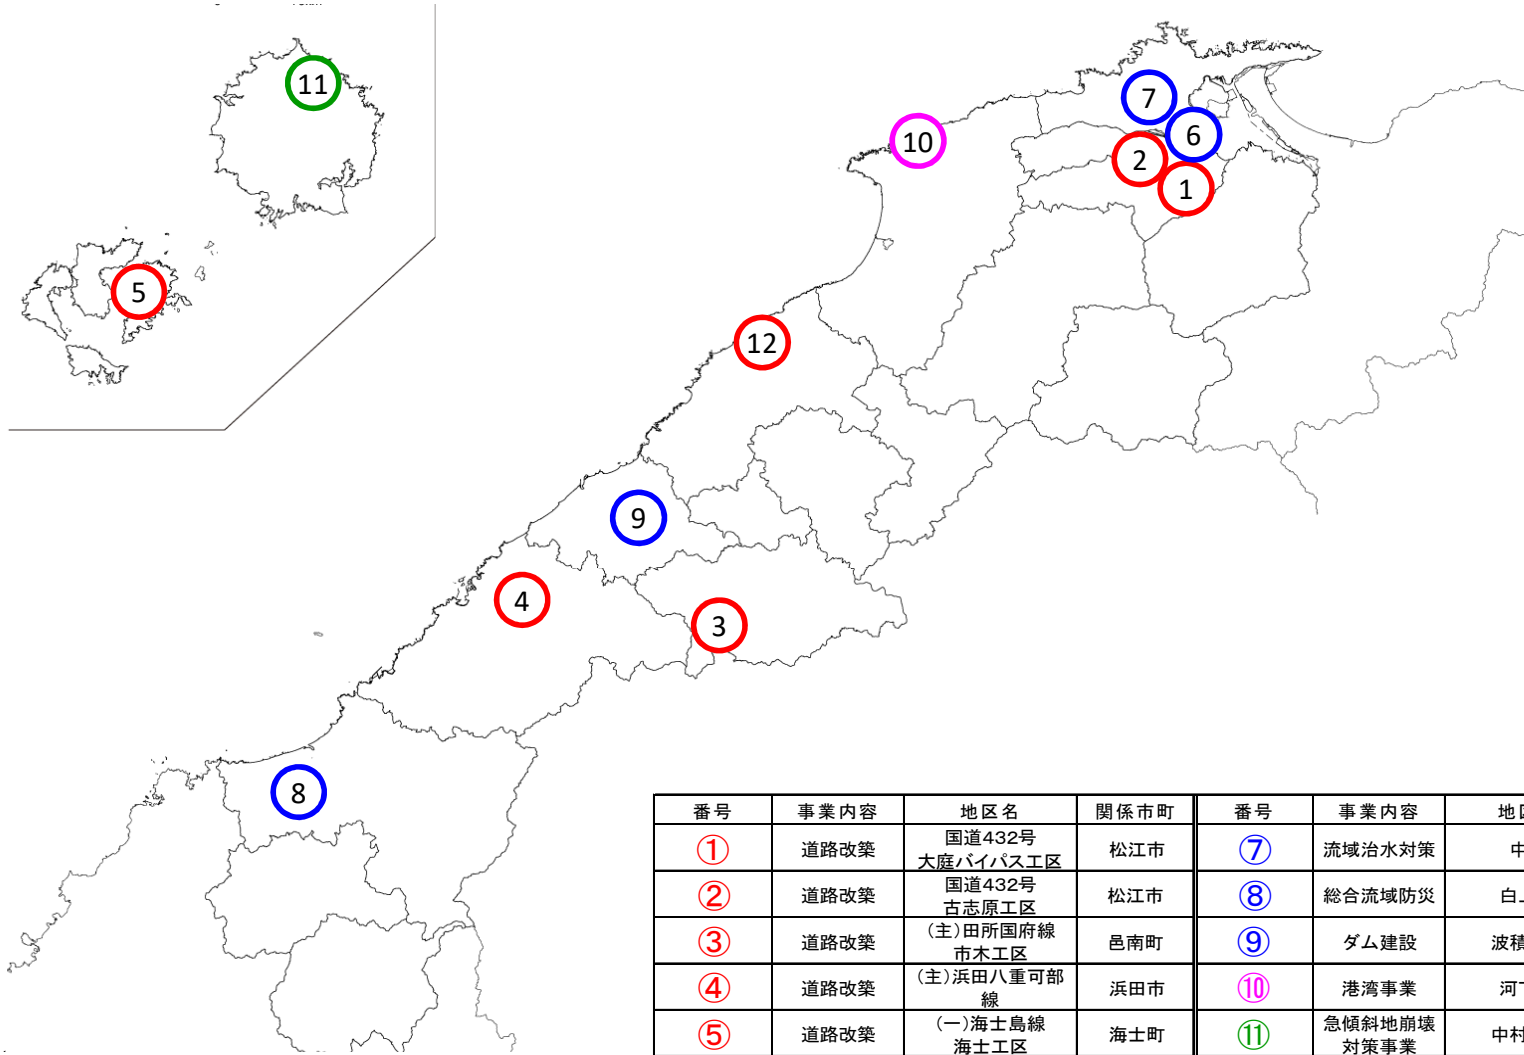 11
7
10
6
2
1
5
12
9
4
3
8
番号 事業内容 地区名 関係市町 番号 事業内容
① 道路改築 国道432号 大庭バイパス工区 松江市 ⑦ 流域治水対策 中
② 道路改築 国道432号 古志原工区 松江市 ⑧ 総合流域防災 白
③ 道路改築 (主)田所国府線 市木工区 邑南町 ⑨ ダム建設 波積
④ 道路改築 (主)浜田八重可部線 浜田市 ⑩ 港湾事業 河
⑤ 道路改築 (一)海士島線 海士工区 海士町 ⑪ 急傾斜地崩壊対策事業 中村